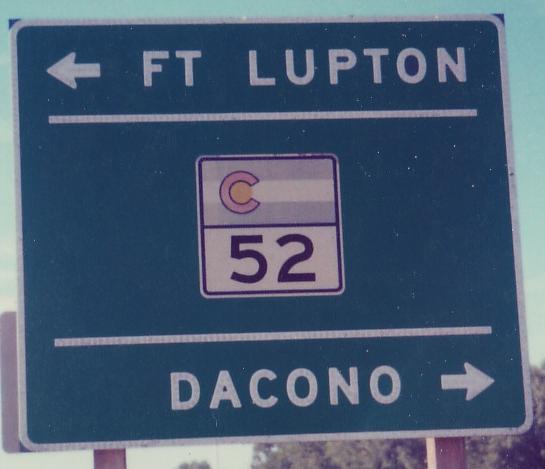 ← FT LUPTON
52
DACONO →